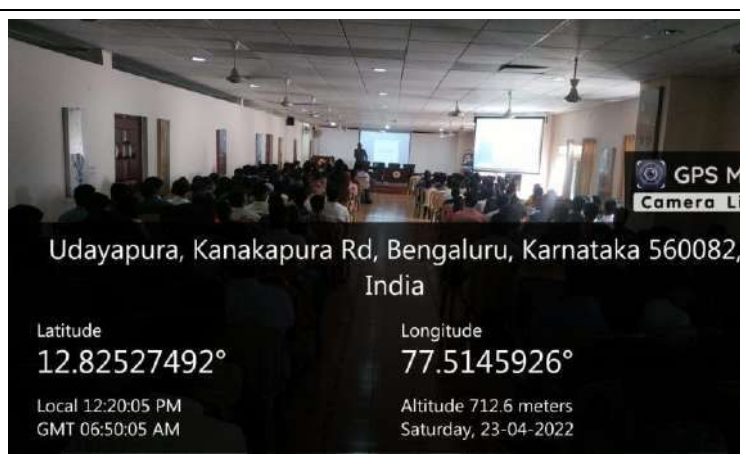 GPS M
Camera Li
Udayapura, Kanakapura Rd, Bengaluru, Karnataka 560082,
India
Latitude
12.82527492°
Longitude
77.5145926°
Local 12:20:05 PM
GMT 06:50:05 AM
Altitude 712.6 meters
Saturday, 23-04-2022